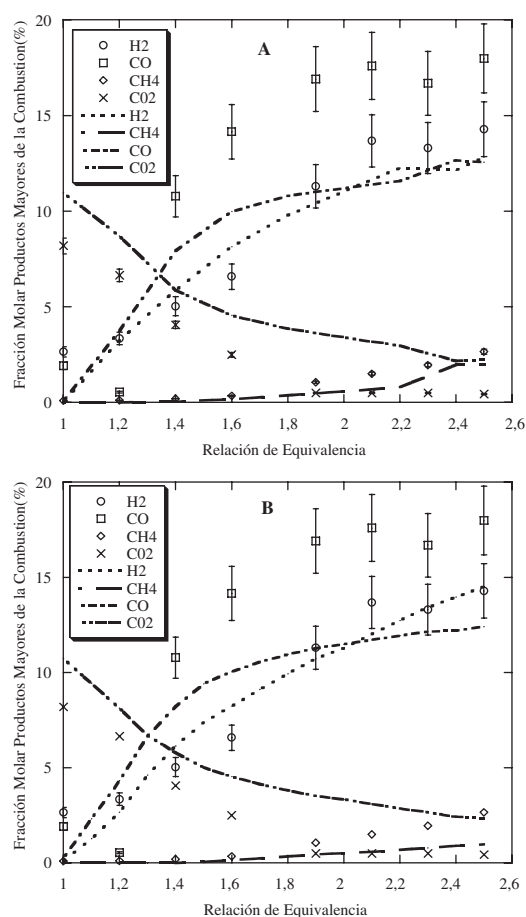 Fracción Molar Productos Mayores de la Combustion(%)
20
15
10
5
0
A
H2
CO
CH4
C02
H2
CH4
CO
C02
1 1,2 1,4 1,6 1,8 2 2,2 2,4 2,6
Relación de Equivalencia
Fracción Molar Productos Mayores de la Combustion(%)
20
15
10
5
0
B
H2
CO
CH4
C02
H2
CH4
CO
C02
1 1,2 1,4 1,6 1,8 2 2,2 2,4 2,6
Relación de Equivalencia